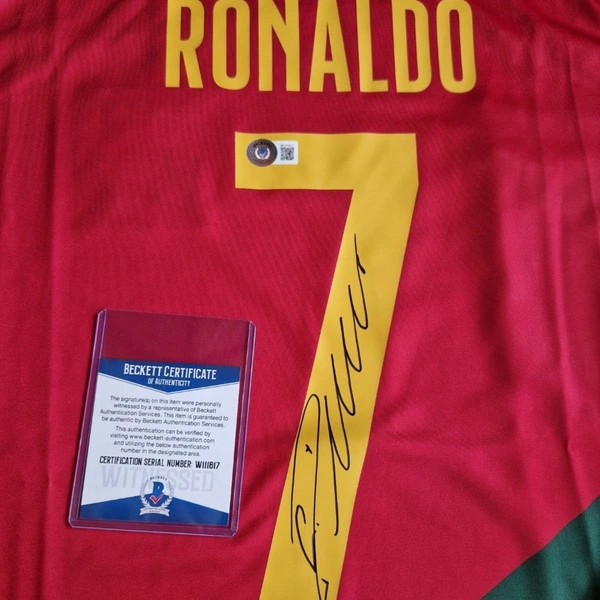 RONALDO
7
BECKETT CERTIFICATE
OF AUTHENTICITY
The signature(s) on this item were personally
witnessed by a representative of Beckett
Authentication Services. This item is guaranteed to
be authentic by Beckett Authentication Services.
This authentication can be verified by
visiting www.beckett-authentication.com
and utilizing the below authentication
number in the designated area.
CERTIFICATION SERIAL NUMBER: W111817
WITNESSED
BECKETT
B